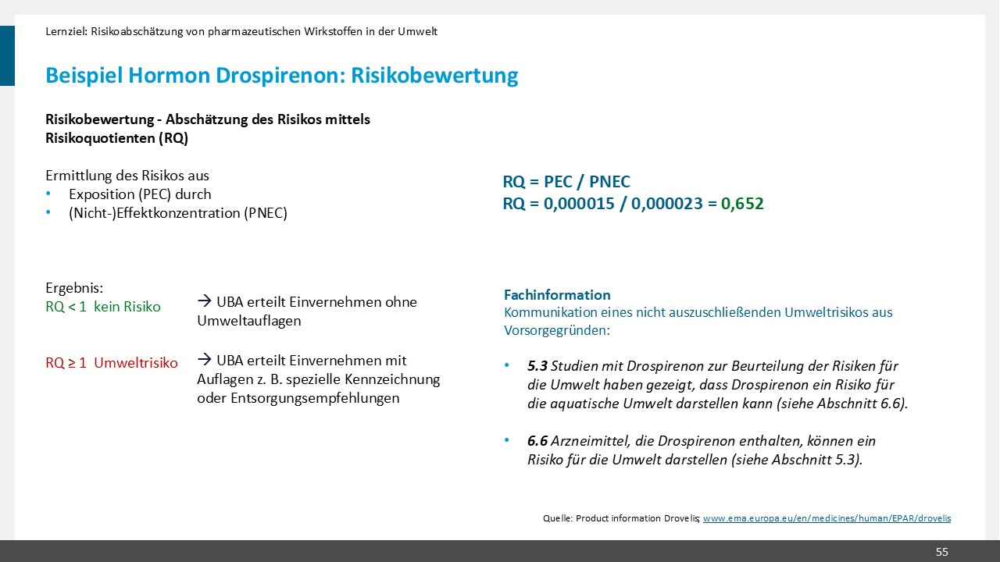 Lernziel: Risikoabschätzung von pharmazeutischen Wirkstoffen in der Umwelt
Beispiel Hormon Drospirenon: Risikobewertung
Risikobewertung - Abschätzung des Risikos mittels
Risikoquotienten (RQ)
Ermittlung des Risikos aus
• Exposition (PEC) durch
• (Nicht-)Effektkonzentration (PNEC)
RQ = PEC / PNEC
RQ = 0,000015 / 0,000023 = 0,652
Ergebnis:
RQ < 1 kein Risiko
→ UBA erteilt Einvernehmen ohne
Umweltauflagen
RQ ≥ 1 Umweltrisiko
→ UBA erteilt Einvernehmen mit
Auflagen z. B. spezielle Kennzeichnung
oder Entsorgungsempfehlungen
Fachinformation
Kommunikation eines nicht auszuschließenden Umweltrisikos aus
Vorsorgegründen:
• 5.3 Studien mit Drospirenon zur Beurteilung der Risiken für
die Umwelt haben gezeigt, dass Drospirenon ein Risiko für
die aquatische Umwelt darstellen kann (siehe Abschnitt 6.6).
• 6.6 Arzneimittel, die Drospirenon enthalten, können ein
Risiko für die Umwelt darstellen (siehe Abschnitt 5.3).
Quelle: Product information Drovelis; www.ema.europa.eu/en/medicines/human/EPAR/drovelis
55